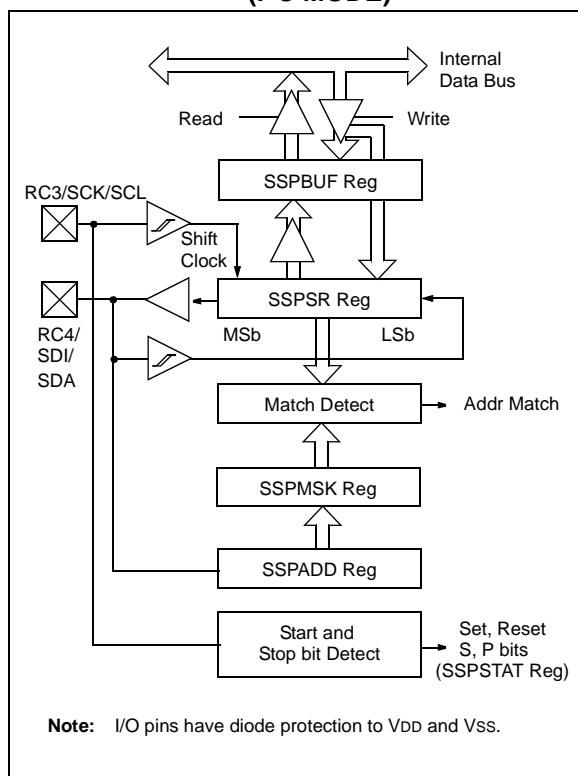 Internal
Data Bus
Read
Write
SSPBUF Reg
RC3/SCK/SCL
Shift
Clock
SSPSR Reg
MSb
LSb
RC4/
SDI/
SDA
Match Detect
Addr Match
SSPMSK Reg
SSPADD Reg
Start and
Stop bit Detect
Set, Reset
S, P bits
(SSPSTAT Reg)
Note: I/O pins have diode protection to VDD and VSS.